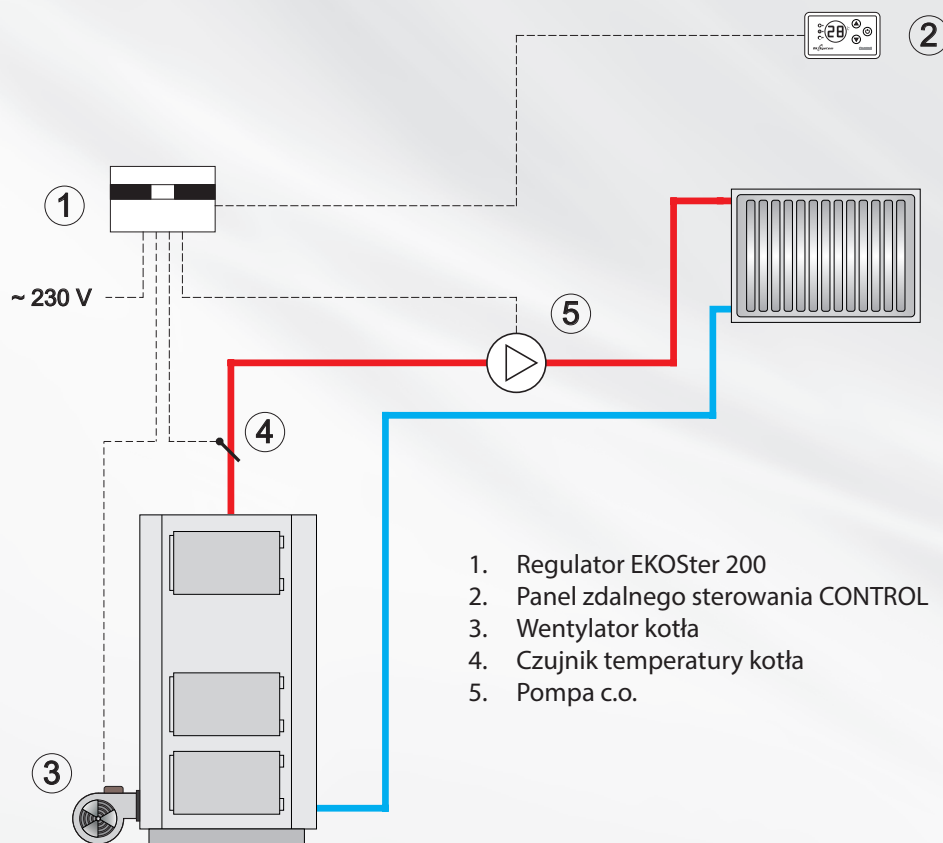 2
28
1
~ 230 V
5
4
1. Regulator EKOSter 200
2. Panel zdalnego sterowania CONTROL
3. Wentylator kotła
4. Czujnik temperatury kotła
5. Pompa c.o.
3